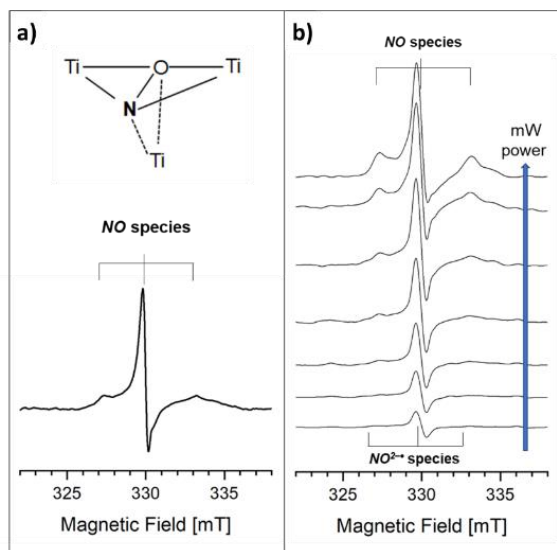 a)
Ti O Ti
N
Ti
NO species
325 330 335
Magnetic Field [mT]
b)
NO species
mW
power
NO²⁻• species
325 330 335
Magnetic Field [mT]